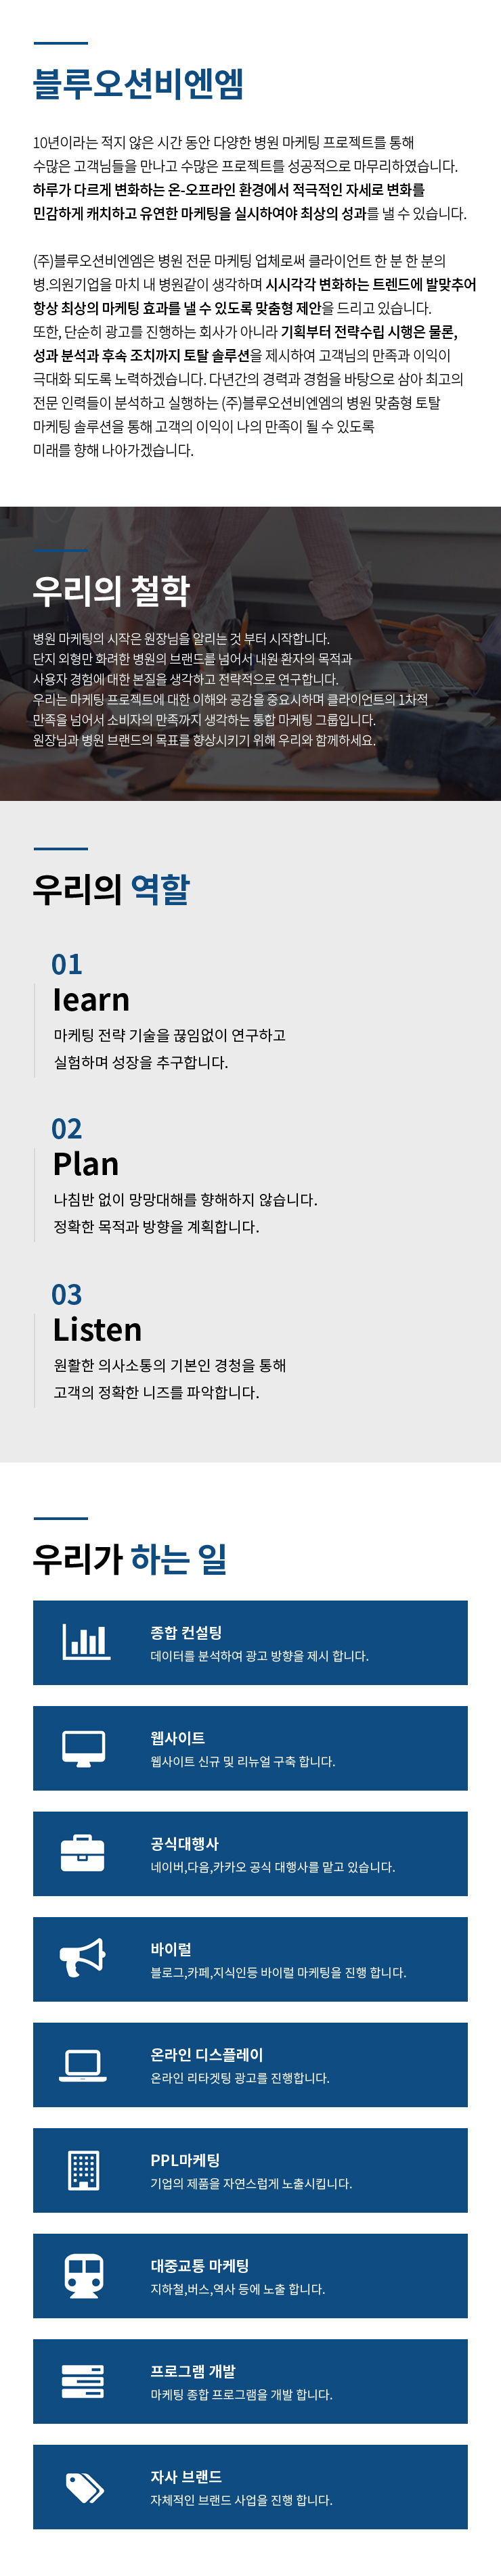 블루오션비엔엠
10년이라는 적지 않은 시간 동안 다양한 병원 마케팅 프로젝트를 통해
수많은 고객님들을 만나고 수많은 프로젝트를 성공적으로 마무리하였습니다.
하루가 다르게 변화하는 온-오프라인 환경에서 적극적인 자세로 변화를
민감하게 캐치하고 유연한 마케팅을 실시하여야 최상의 성과를 낼 수 있습니다.
(주)블루오션비엔엠은 병원 전문 마케팅 업체로써 클라이언트 한 분 한 분의
병.의원기업을 마치 내 병원같이 생각하며 시시각각 변화하는 트렌드에 발맞추어
항상 최상의 마케팅 효과를 낼 수 있도록 맞춤형 제안을 드리고 있습니다.
또한, 단순히 광고를 진행하는 회사가 아니라 기획부터 전략수립 시행은 물론,
성과 분석과 후속 조치까지 토탈 솔루션을 제시하여 고객님의 만족과 이익이
극대화 되도록 노력하겠습니다. 다년간의 경력과 경험을 바탕으로 삼아 최고의
전문 인력들이 분석하고 실행하는 (주)블루오션비엔엠의 병원 맞춤형 토탈
마케팅 솔루션을 통해 고객의 이익이 나의 만족이 될 수 있도록
미래를 향해 나아가겠습니다.
우리의 철학
병원 마케팅의 시작은 원장님을 알리는 것 부터 시작합니다.
단지 외형만 화려한 병원의 브랜드를 넘어서 내원 환자의 목적과
사용자 경험에 대한 본질을 생각하고 전략적으로 연구합니다.
우리는 마케팅 프로젝트에 대한 이해와 공감을 중요시하며 클라이언트의 1차적
만족을 넘어서 소비자의 만족까지 생각하는 통합 마케팅 그룹입니다.
원장님과 병원 브랜드의 목표를 향상시키기 위해 우리와 함께하세요.
우리의 역할
01
learn
마케팅 전략 기술을 끊임없이 연구하고
실험하며 성장을 추구합니다.
02
Plan
나침반 없이 망망대해를 향해하지 않습니다.
정확한 목적과 방향을 계획합니다.
03
Listen
원활한 의사소통의 기본인 경청을 통해
고객의 정확한 니즈를 파악합니다.
우리가 하는 일
종합 컨설팅
데이터를 분석하여 광고 방향을 제시 합니다.
웹사이트
웹사이트 신규 및 리뉴얼 구축 합니다.
공식대행사
네이버,다음,카카오 공식 대행사를 맡고 있습니다.
바이럴
블로그,카페,지식인등 바이럴 마케팅을 진행 합니다.
온라인 디스플레이
온라인 리타겟팅 광고를 진행합니다.
PPL마케팅
기업의 제품을 자연스럽게 노출시킵니다.
대중교통 마케팅
지하철,버스,역사 등에 노출 합니다.
프로그램 개발
마케팅 종합 프로그램을 개발 합니다.
자사 브랜드
자체적인 브랜드 사업을 진행 합니다.